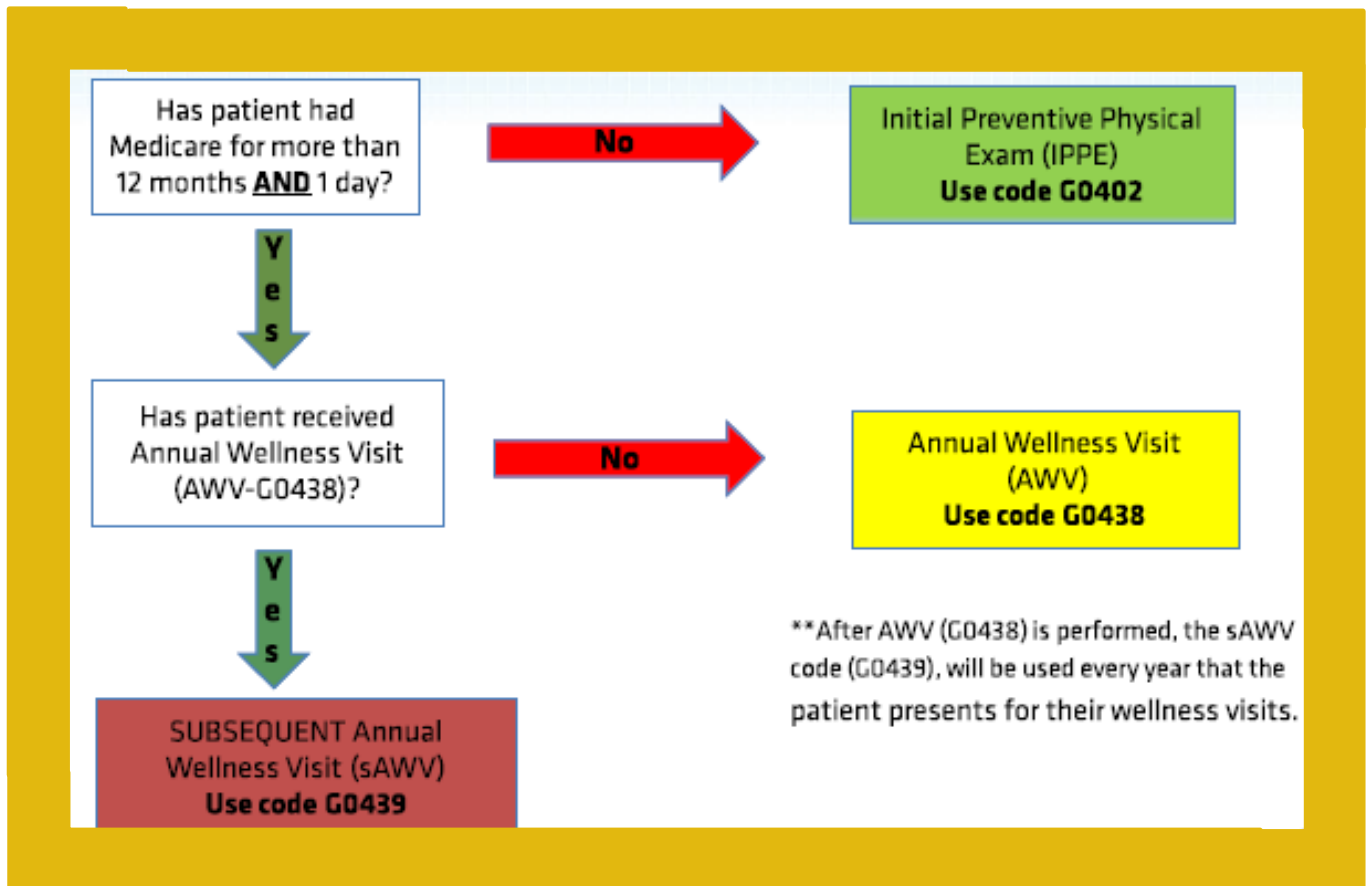 Has patient had
Medicare for more than
12 months AND 1 day?
No
Initial Preventive Physical
Exam (IPPE)
Use code G0402
Yes
Has patient received
Annual Wellness Visit
(AWV-G0438)?
No
Annual Wellness Visit
(AWV)
Use code G0438
Yes
**After AWV (G0438) is performed, the sAWV
code (G0439), will be used every year that the
patient presents for their wellness visits.
SUBSEQUENT Annual
Wellness Visit (sAWV)
Use code G0439